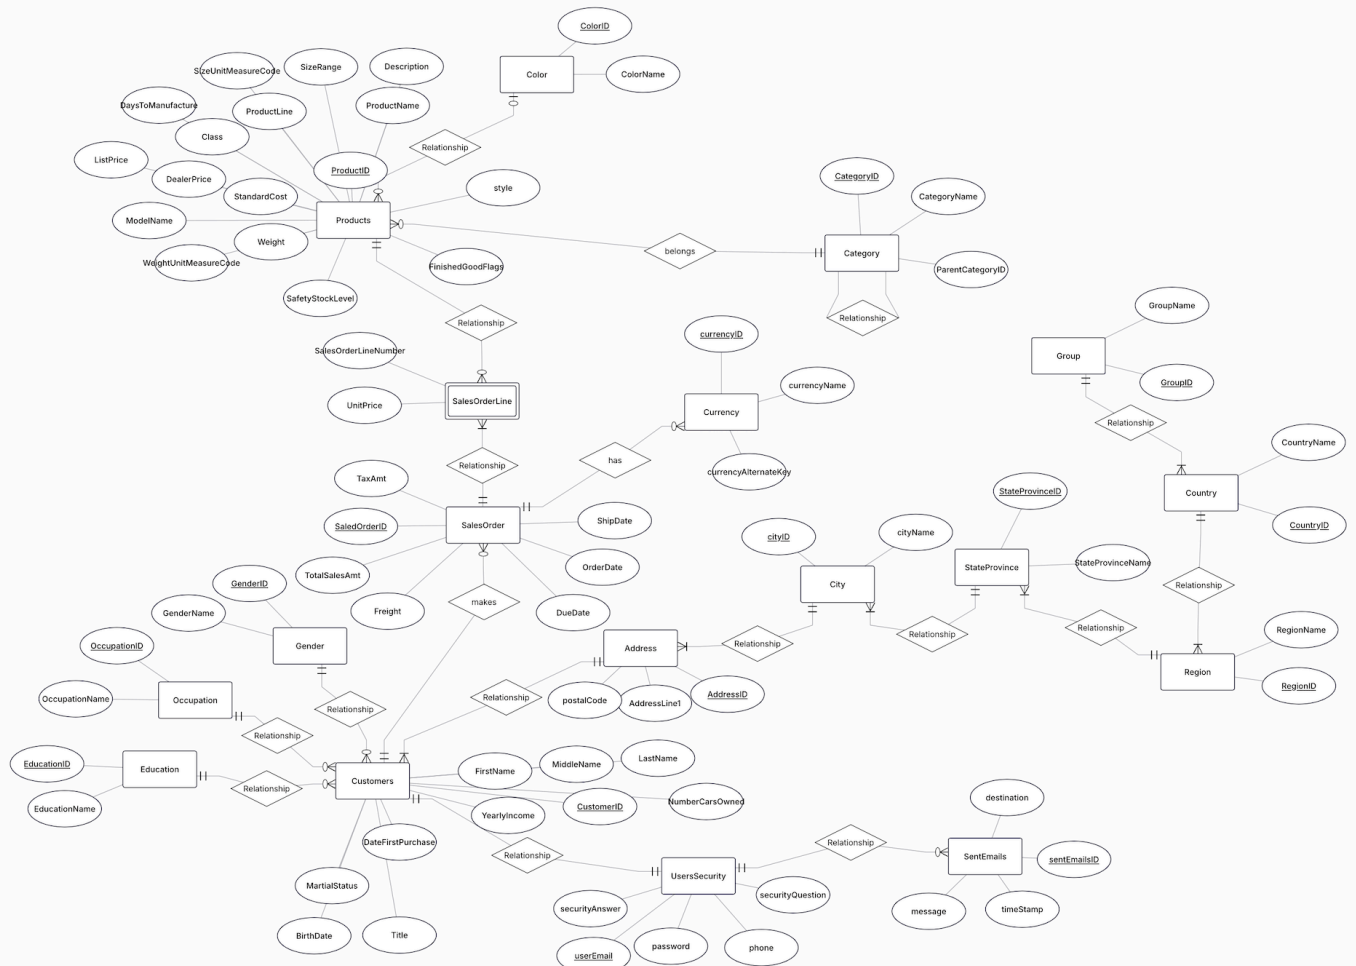 ColorID
Color
ColorName
SizeUnitMeasureCode
SizeRange
Description
DaysToManufacture
ProductLine
ProductName
Class
Relationship
ListPrice
DealerPrice
ProductID
StandardCost
style
ModelName
Products
Weight
WeightUnitMeasureCode
FinishedGoodFlags
SafetyStockLevel
belongs
CategoryID
CategoryName
Category
ParentCategoryID
Relationship
Relationship
SalesOrderLineNumber
UnitPrice
SalesOrderLine
currencyID
currencyName
Currency
currencyAlternateKey
has
Relationship
GroupName
Group
GroupID
Relationship
CountryName
Country
CountryID
TaxAmt
SaledOrderID
SalesOrder
ShipDate
OrderDate
TotalSalesAmt
Freight
DueDate
makes
StateProvinceID
StateProvince
StateProvinceName
cityID
cityName
City
Relationship
Relationship
Relationship
Relationship
RegionName
Region
RegionID
GenderID
GenderName
Gender
OccupationID
OccupationName
Occupation
Relationship
Relationship
Address
postalCode
AddressLine1
AddressID
Relationship
EducationID
Education
EducationName
Relationship
Customers
FirstName
MiddleName
LastName
CustomerID
NumberCarsOwned
YearlyIncome
DateFirstPurchase
MartialStatus
BirthDate
Title
Relationship
UsersSecurity
securityAnswer
securityQuestion
userEmail
password
phone
Relationship
destination
SentEmails
sentEmailsID
message
timeStamp